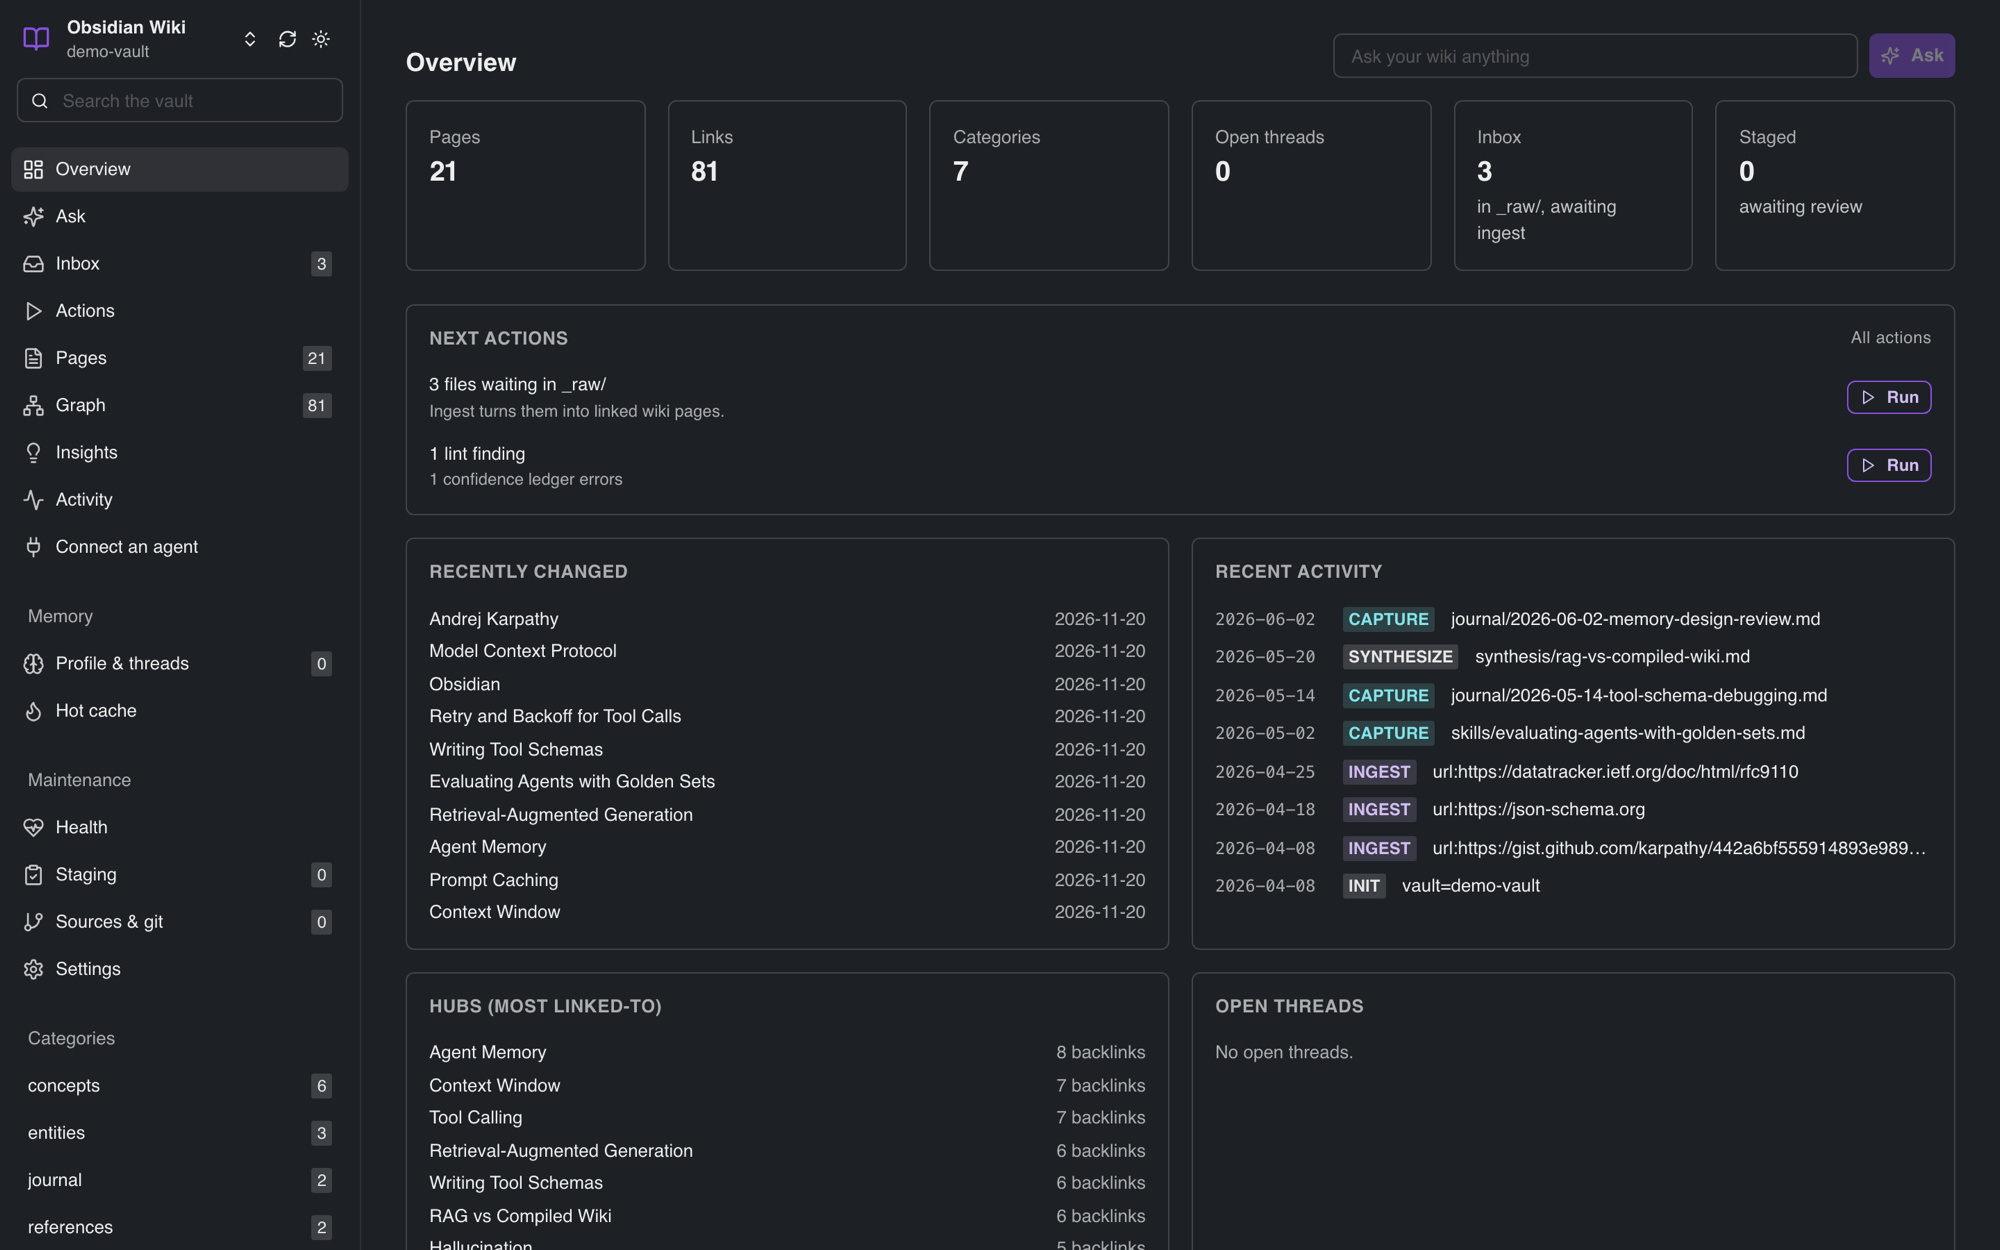 Obsidian Wiki
demo-vault
Search the vault
Overview
Ask
Inbox 3
Actions
Pages 21
Graph 81
Insights
Activity
Connect an agent
Memory
Profile & threads 0
Hot cache
Maintenance
Health
Staging 0
Sources & git 0
Settings
Categories
concepts 6
entities 3
journal 2
references 2
Overview
Ask your wiki anything
Ask
Pages
21
Links
81
Categories
7
Open threads
0
Inbox
3
in _raw/, awaiting
ingest
Staged
0
awaiting review
NEXT ACTIONS
All actions
3 files waiting in _raw/
Ingest turns them into linked wiki pages.
Run
1 lint finding
1 confidence ledger errors
Run
RECENTLY CHANGED
Andrej Karpathy 2026-11-20
Model Context Protocol 2026-11-20
Obsidian 2026-11-20
Retry and Backoff for Tool Calls 2026-11-20
Writing Tool Schemas 2026-11-20
Evaluating Agents with Golden Sets 2026-11-20
Retrieval-Augmented Generation 2026-11-20
Agent Memory 2026-11-20
Prompt Caching 2026-11-20
Context Window 2026-11-20
RECENT ACTIVITY
2026-06-02 CAPTURE journal/2026-06-02-memory-design-review.md
2026-05-20 SYNTHESIZE synthesis/rag-vs-compiled-wiki.md
2026-05-14 CAPTURE journal/2026-05-14-tool-schema-debugging.md
2026-05-02 CAPTURE skills/evaluating-agents-with-golden-sets.md
2026-04-25 INGEST url:https://datatracker.ietf.org/doc/html/rfc9110
2026-04-18 INGEST url:https://json-schema.org
2026-04-08 INGEST url:https://gist.github.com/karpathy/442a6bf555914893e989…
2026-04-08 INIT vault=demo-vault
HUBS (MOST LINKED-TO)
Agent Memory 8 backlinks
Context Window 7 backlinks
Tool Calling 7 backlinks
Retrieval-Augmented Generation 6 backlinks
Writing Tool Schemas 6 backlinks
RAG vs Compiled Wiki 6 backlinks
Hallucination 5 backlinks
OPEN THREADS
No open threads.